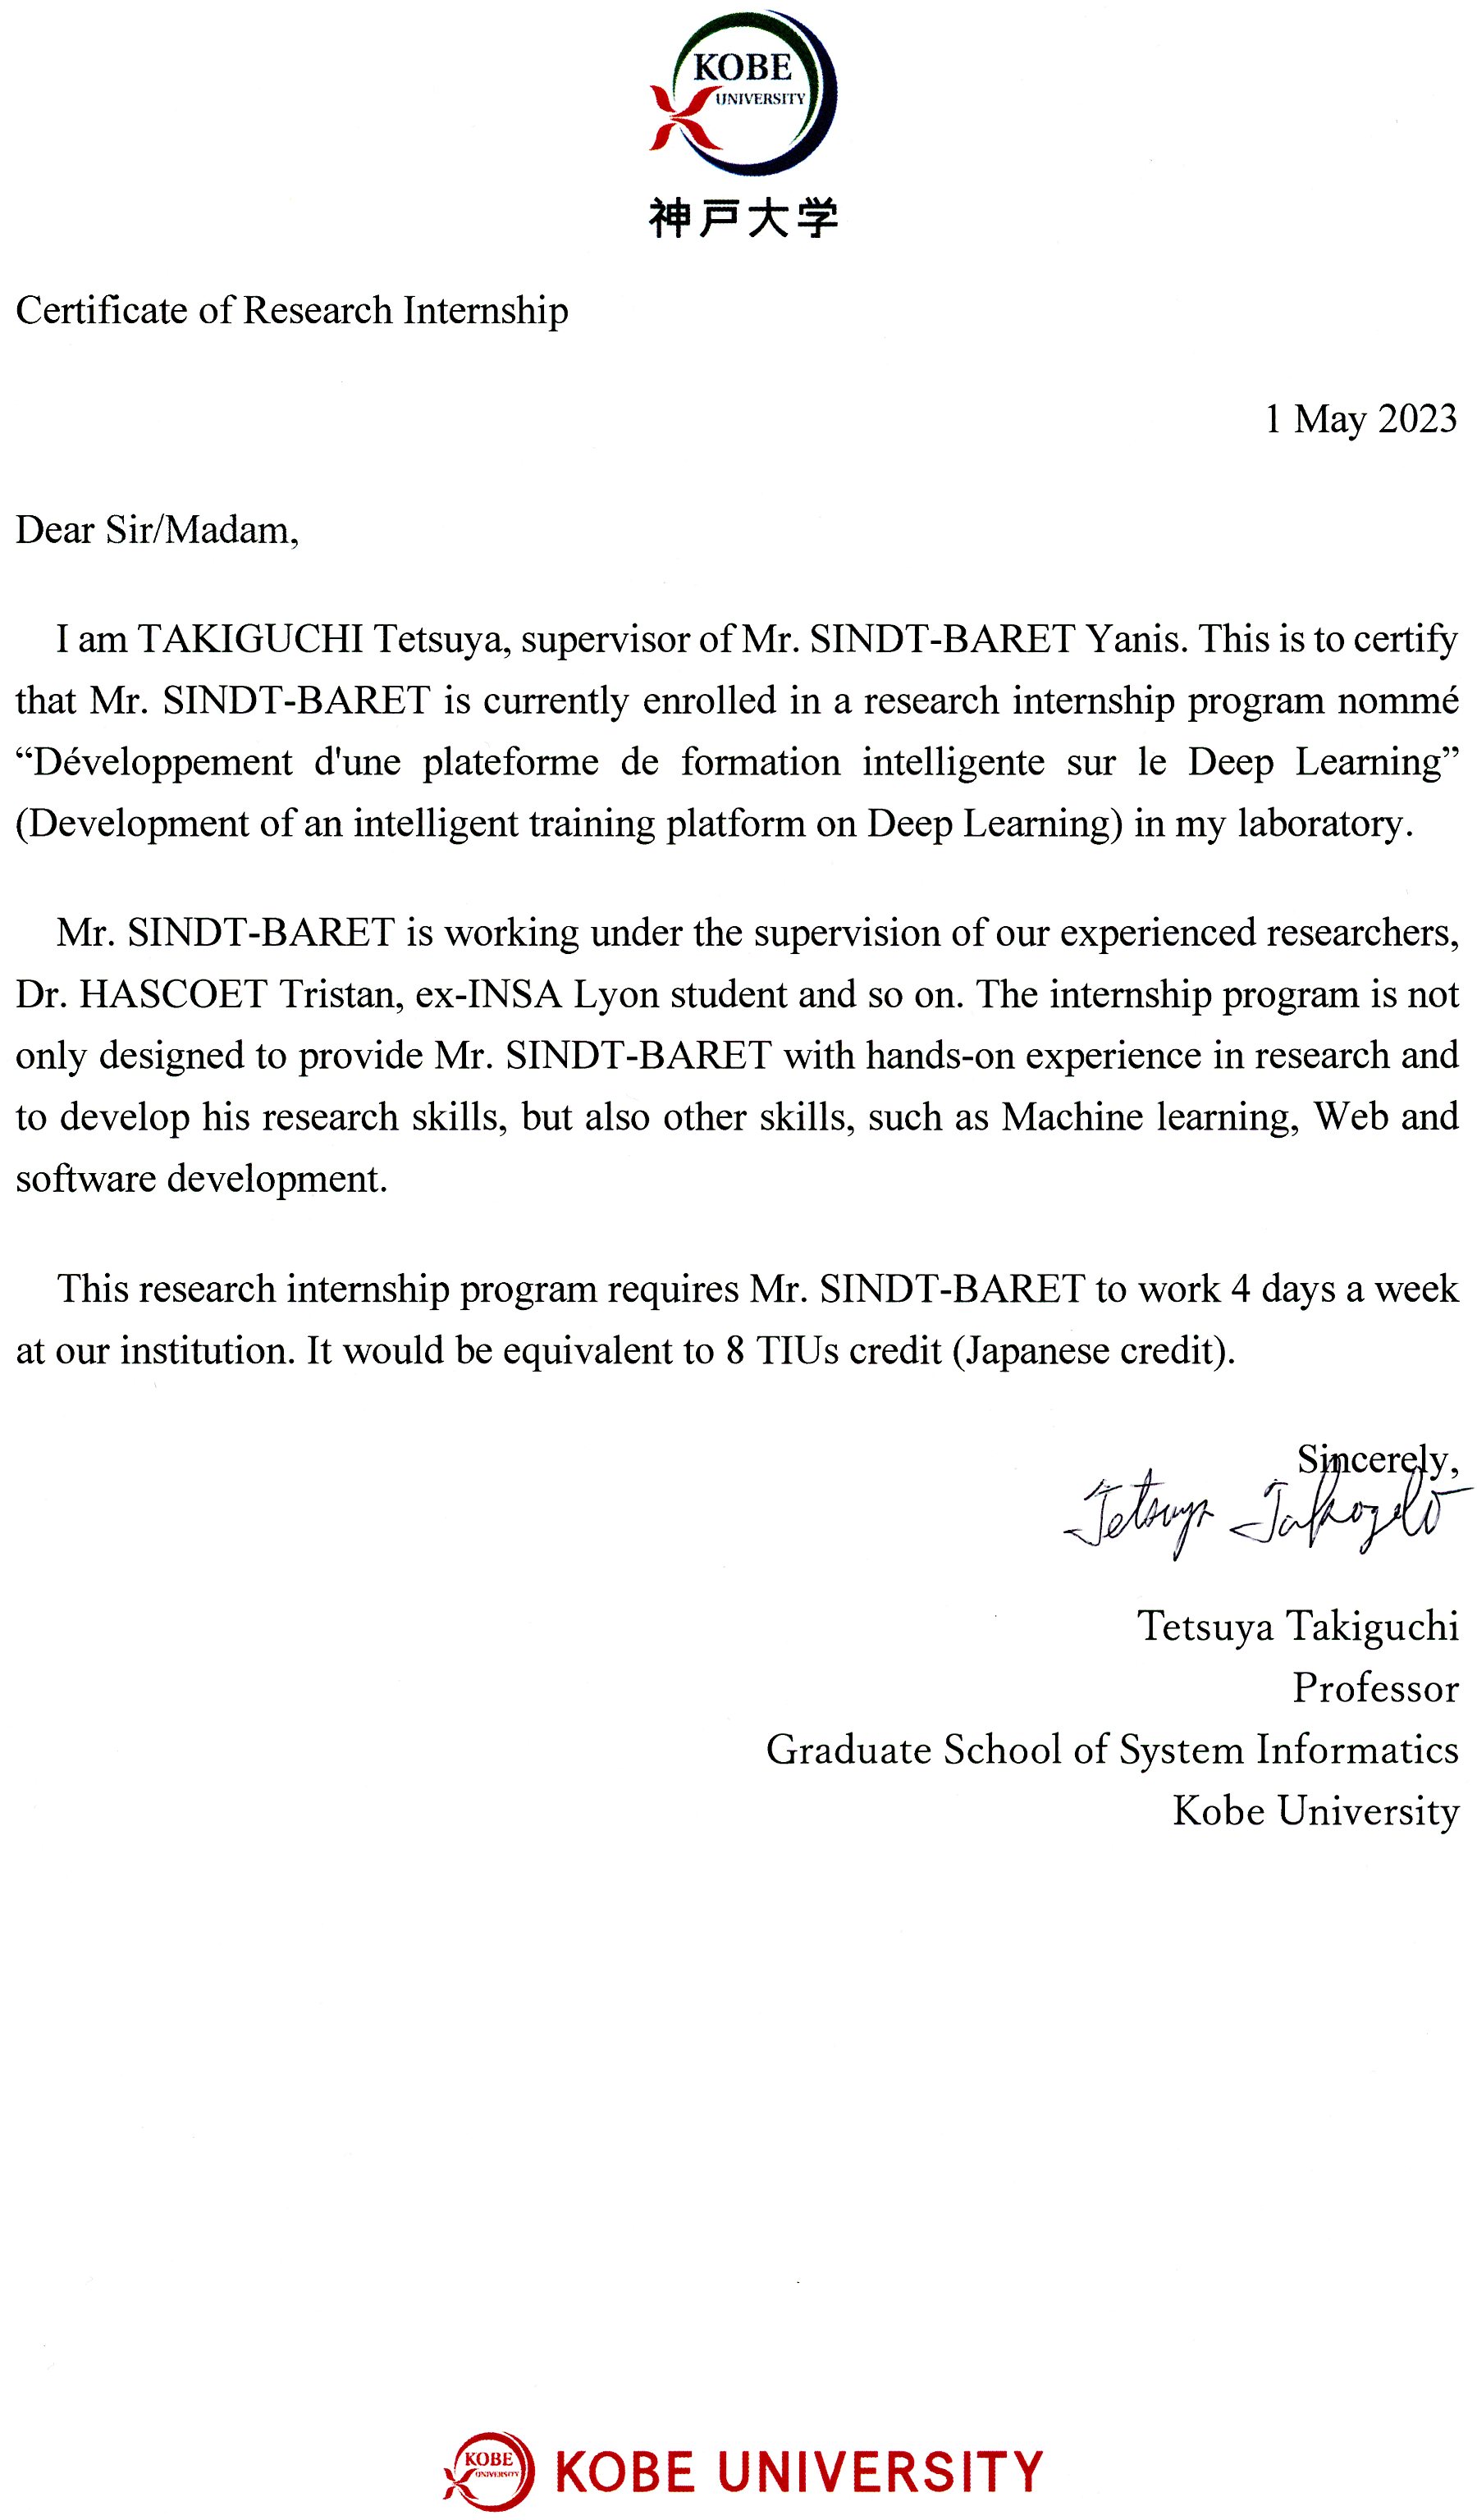 KOBE
UNIVERSITY
神戸大学
Certificate of Research Internship
1 May 2023
Dear Sir/Madam,
I am TAKIGUCHI Tetsuya, supervisor of Mr. SINDT-BARET Yanis. This is to certify
that Mr. SINDT-BARET is currently enrolled in a research internship program nommé
“Développement d'une plateforme de formation intelligente sur le Deep Learning”
(Development of an intelligent training platform on Deep Learning) in my laboratory.
Mr. SINDT-BARET is working under the supervision of our experienced researchers,
Dr. HASCOET Tristan, ex-INSA Lyon student and so on. The internship program is not
only designed to provide Mr. SINDT-BARET with hands-on experience in research and
to develop his research skills, but also other skills, such as Machine learning, Web and
software development.
This research internship program requires Mr. SINDT-BARET to work 4 days a week
at our institution. It would be equivalent to 8 TIUs credit (Japanese credit).
Sincerely,
Tetsuya Takiguchi
Tetsuya Takiguchi
Professor
Graduate School of System Informatics
Kobe University
KOBE
UNIVERSITY
KOBE UNIVERSITY